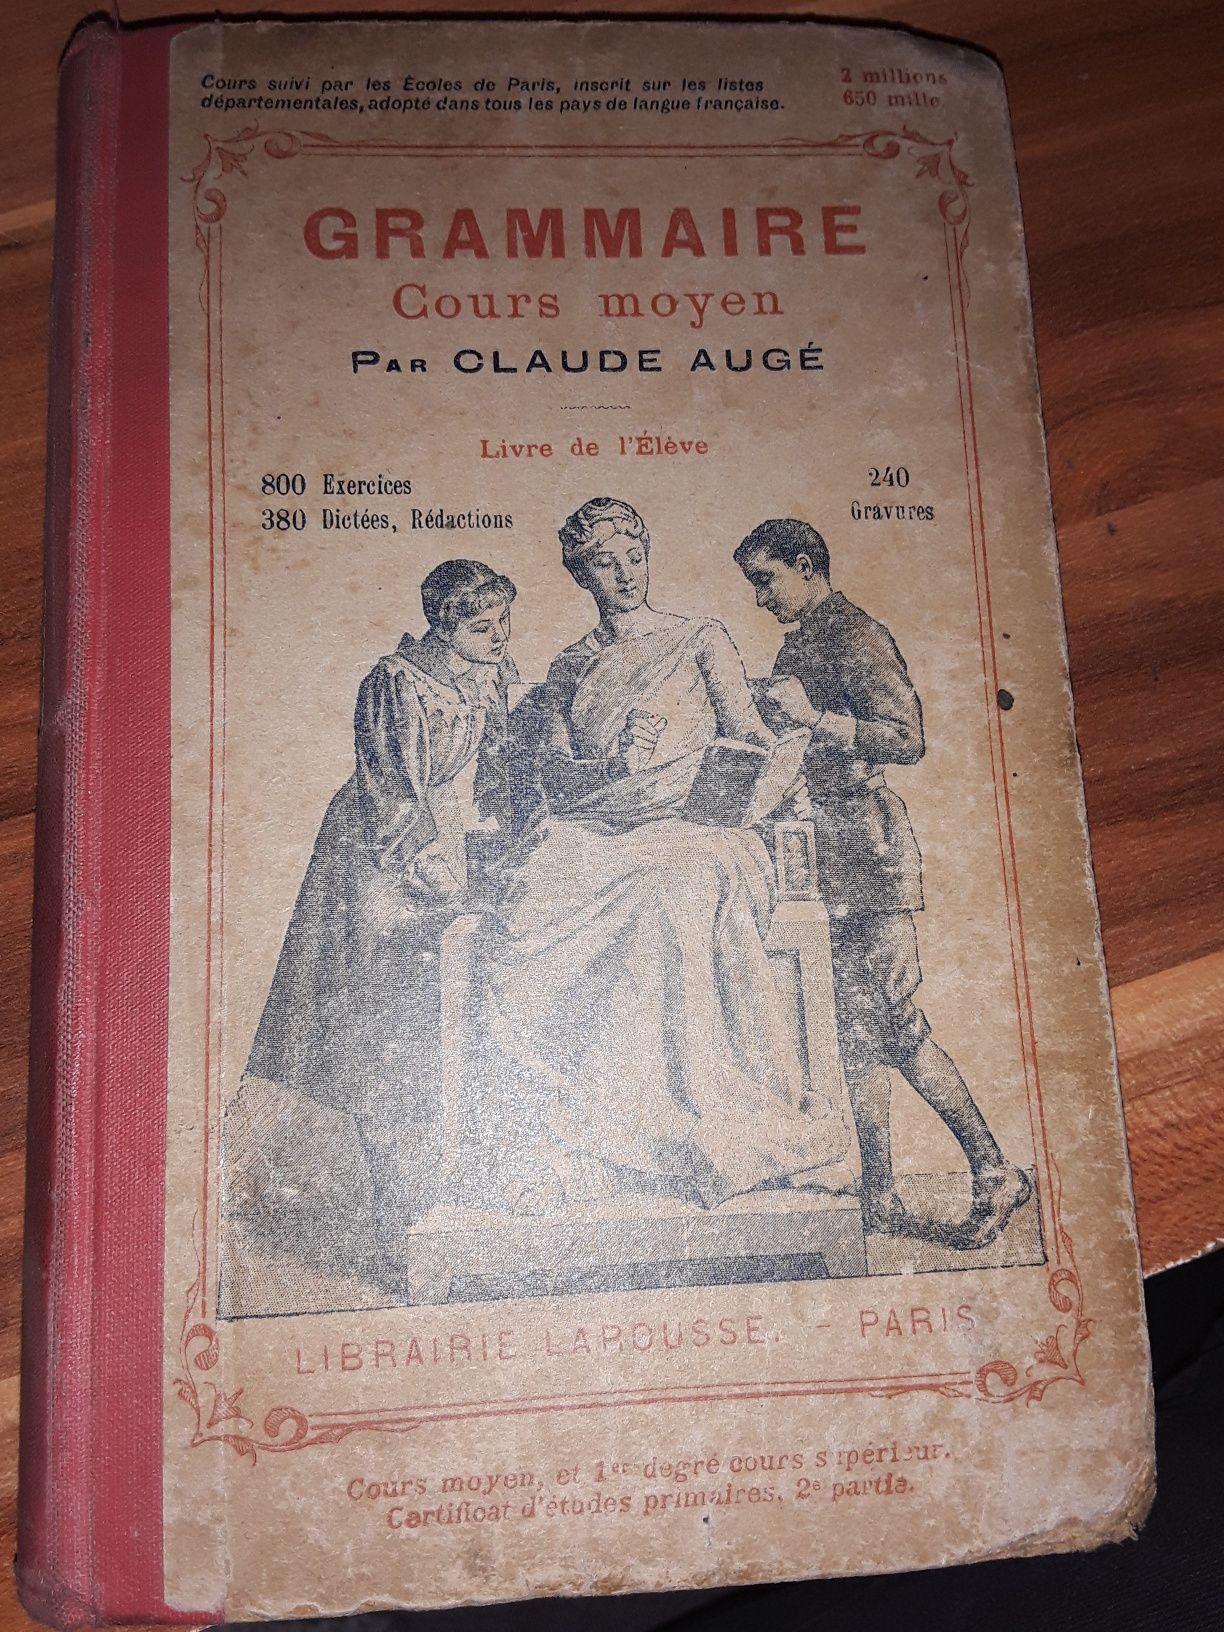 Cours suivi par les Écoles de Paris, inscrit sur les listes
départementales, adopté dans tous les pays de langue française.
2 millions
650 mille
GRAMMAIRE
Cours moyen
PAR CLAUDE AUGÉ
Livre de l'Élève
800 Exercices
380 Dictées, Rédactions
240
Gravures
LIBRAIRIE LAROUSSE. - PARIS
Cours moyen, et 1er degré cours supérieur.
Certificat d'études primaires, 2e partie.